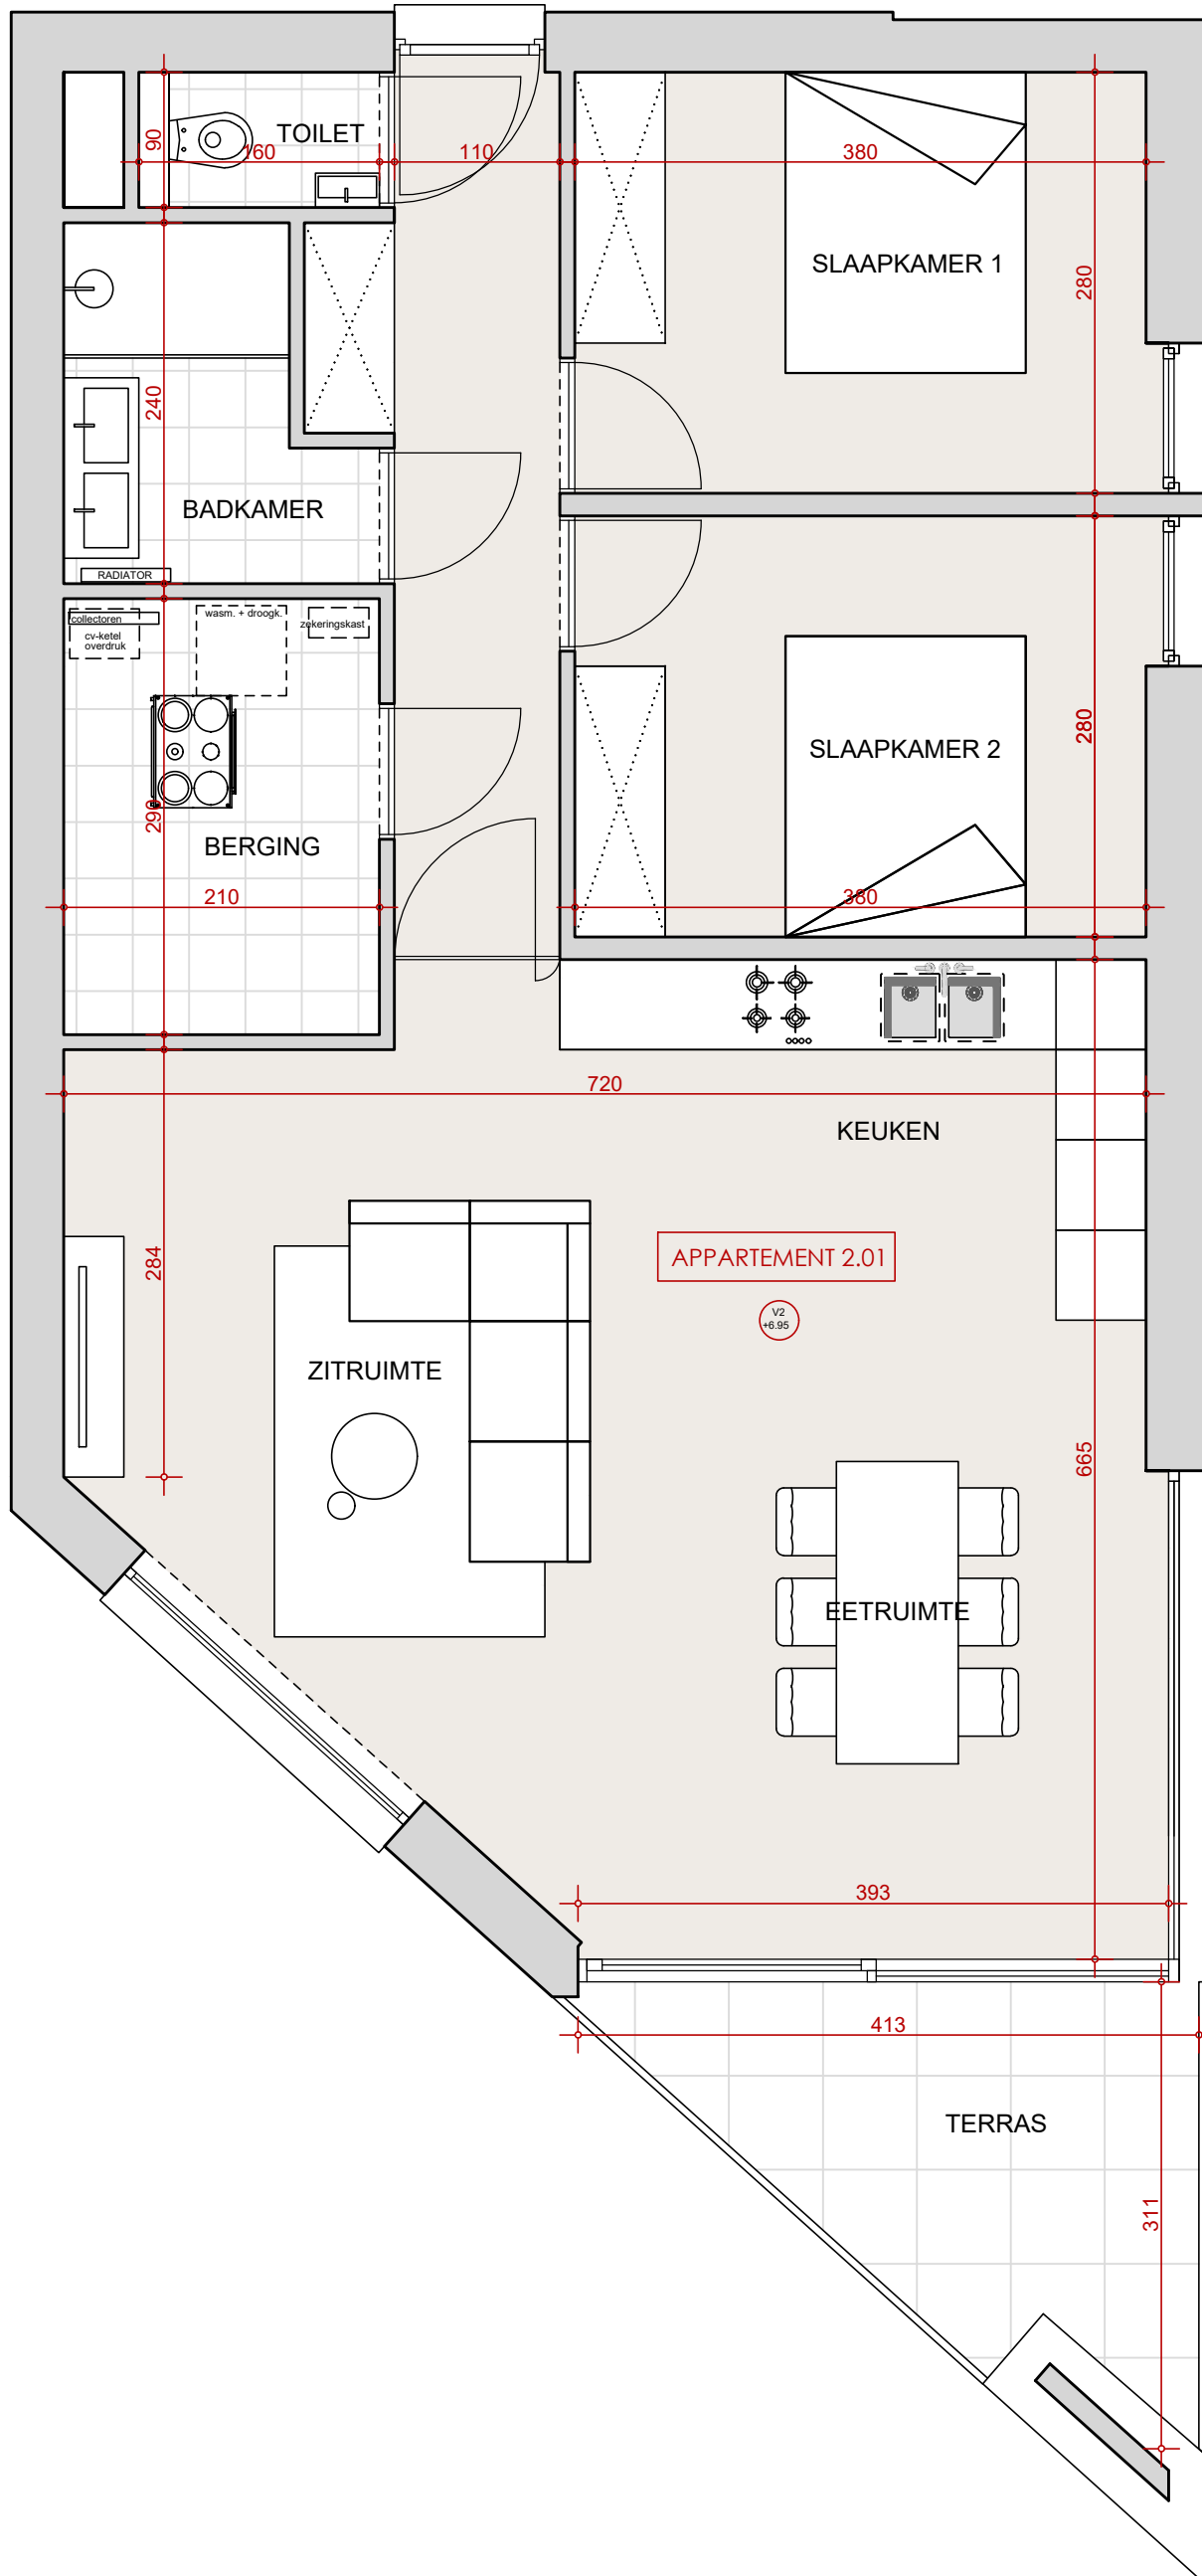 TOILET
90
160
110
380
SLAAPKAMER 1
280
240
BADKAMER
RADIATOR
collectoren
cv-ketel
overdruk
wasm. + droogk.
zekeringskast
280
SLAAPKAMER 2
290
BERGING
210
380
720
KEUKEN
APPARTEMENT 2.01
284
V2
+6.95
ZITRUIMTE
665
EETRUIMTE
393
413
TERRAS
311